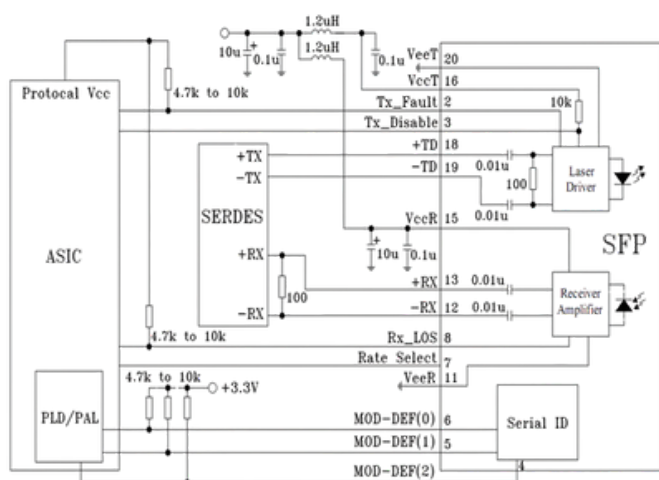 1.2uH
VeeT 20
10u + 0.1u 1.2uH 0.1u
VccT 16
Protocal Vcc 4.7k to 10k
Tx_Fault 2 10k
Tx_Disable 3
+TD 18
+TX 0.01u
-TD 19 100 Laser
-TX Driver
SERDES 0.01u
VccR 15
ASIC SFP
+RX + 10u 0.1u
+RX 13 0.01u Receiver
100 Amplifier
-RX -RX 12 0.01u
4.7k to 10k Rx_LOS 8
Rate Select 7
4.7k to 10k VeeR 11
+3.3V
PLD/PAL MOD-DEF(0) 6 Serial ID
MOD-DEF(1) 5
MOD-DEF(2) 4